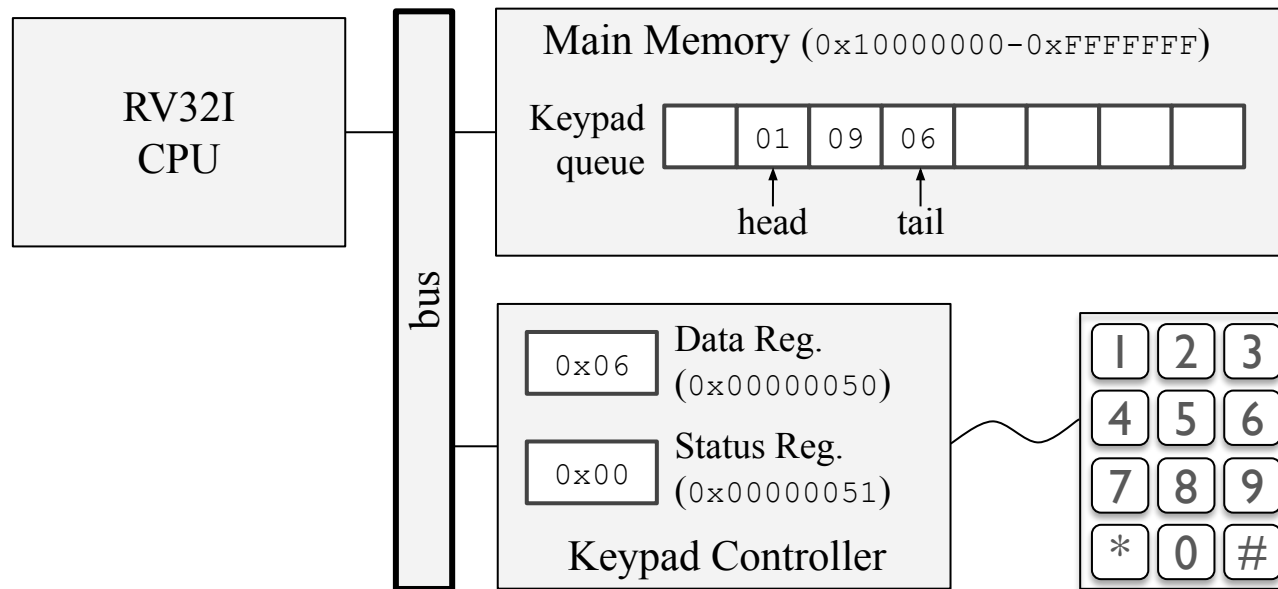 RV32I
CPU
bus
Main Memory (0x10000000-0xFFFFFFF)
Keypad
queue
01 09 06
head tail
0x06
Data Reg.
(0x00000050)
0x00
Status Reg.
(0x00000051)
Keypad Controller
1 2 3
4 5 6
7 8 9
* 0 #